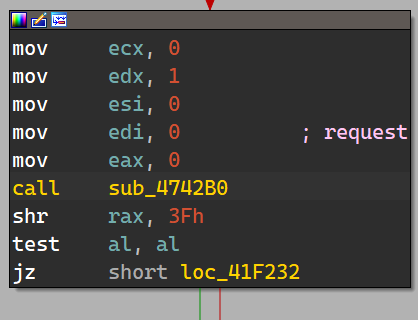 mov     ecx, 0
mov     edx, 1
mov     esi, 0
mov     edi, 0          ; request
mov     eax, 0
call    sub_4742B0
shr     rax, 3Fh
test    al, al
jz      short loc_41F232